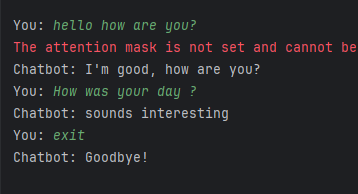 You: hello how are you?
The attention mask is not set and cannot be
Chatbot: I'm good, how are you?
You: How was your day ?
Chatbot: sounds interesting
You: exit
Chatbot: Goodbye!